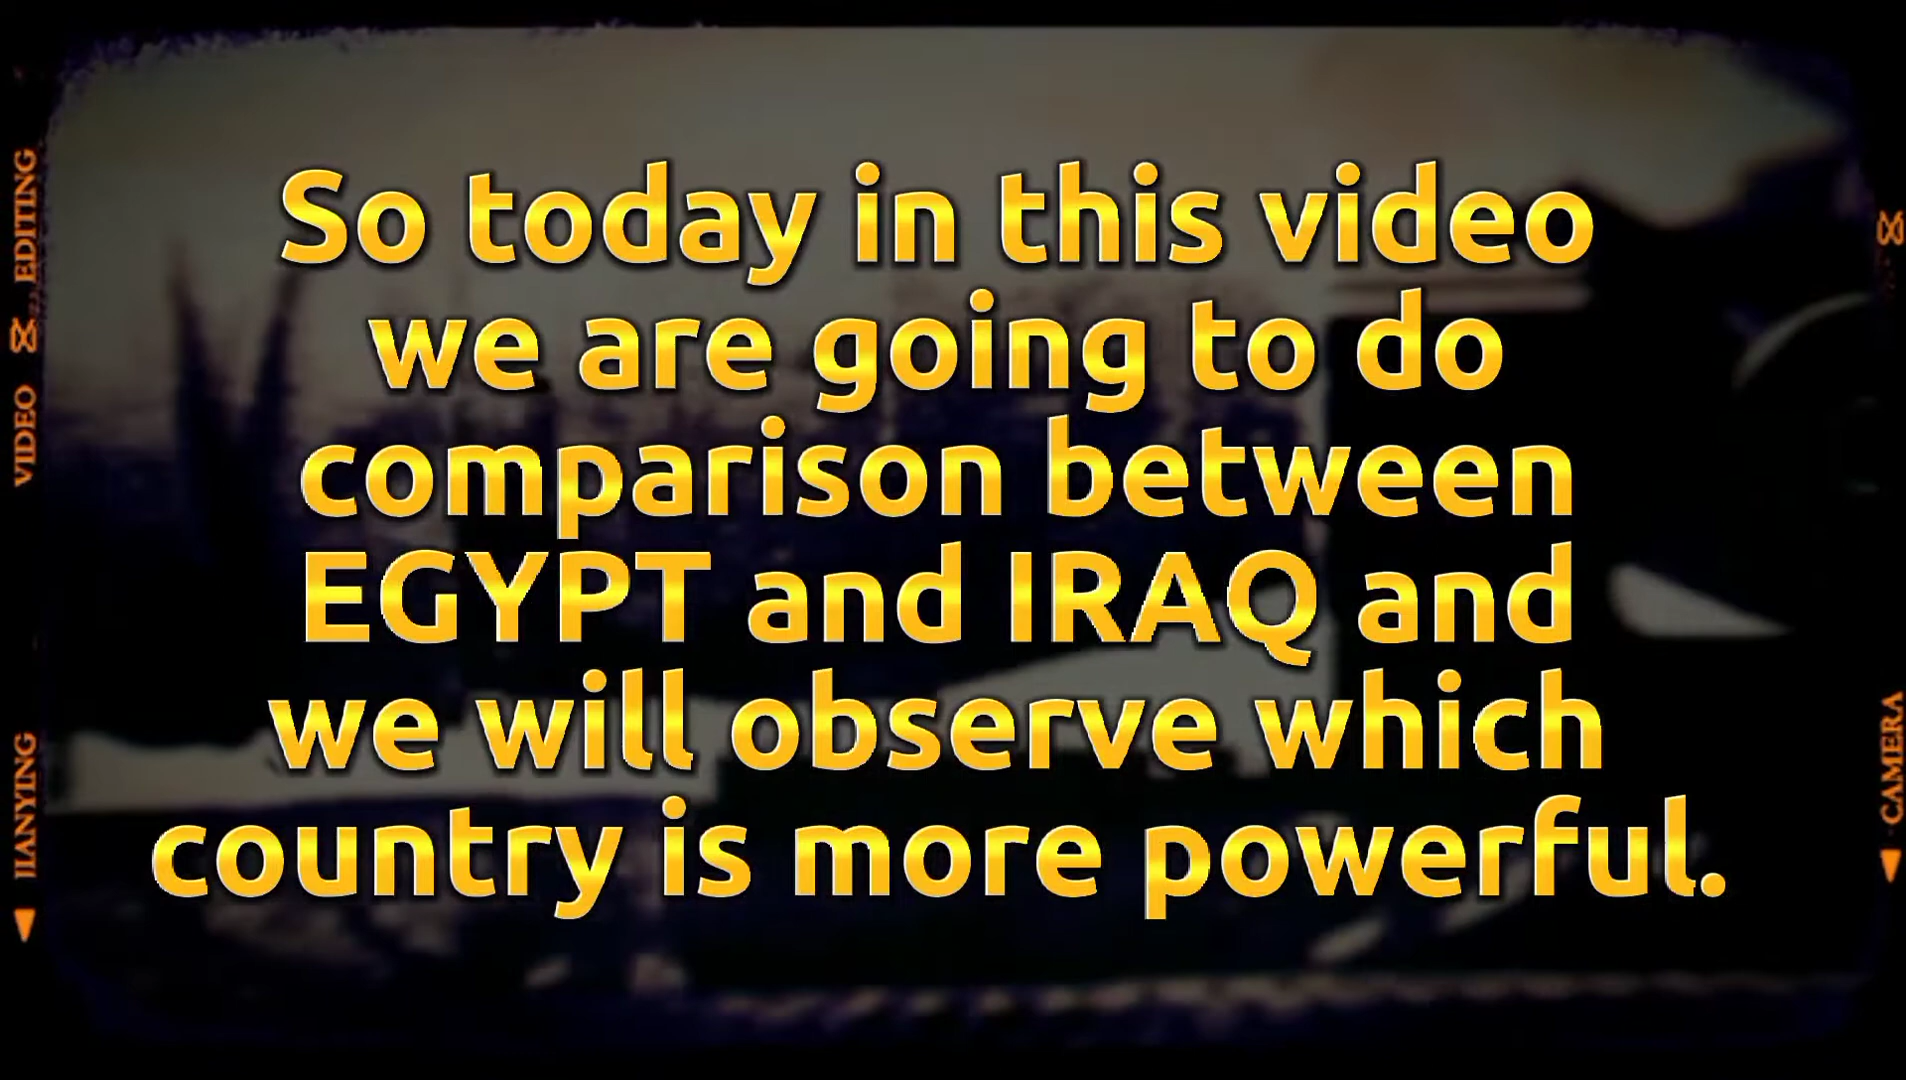 So today in this video
we are going to do
comparison between
EGYPT and IRAQ and
we will observe which
country is more powerful.
VIDEO EDITING
JIANYING
CAMERA